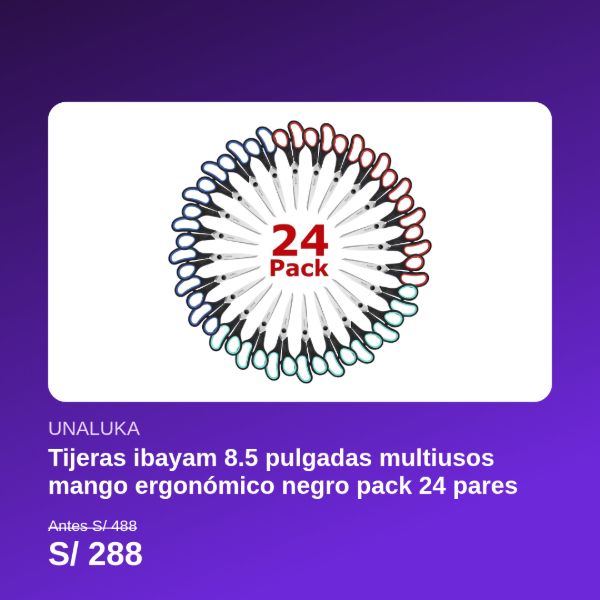 24
Pack
UNALUKA
Tijeras ibayam 8.5 pulgadas multiusos
mango ergonómico negro pack 24 pares
Antes S/ 488
S/ 288